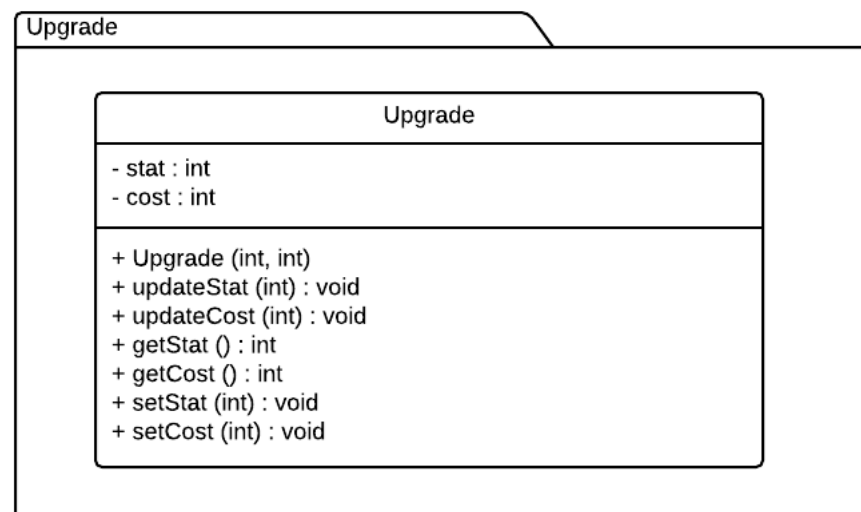 Upgrade
Upgrade
- stat : int
- cost : int
+ Upgrade (int, int)
+ updateStat (int) : void
+ updateCost (int) : void
+ getStat () : int
+ getCost () : int
+ setStat (int) : void
+ setCost (int) : void